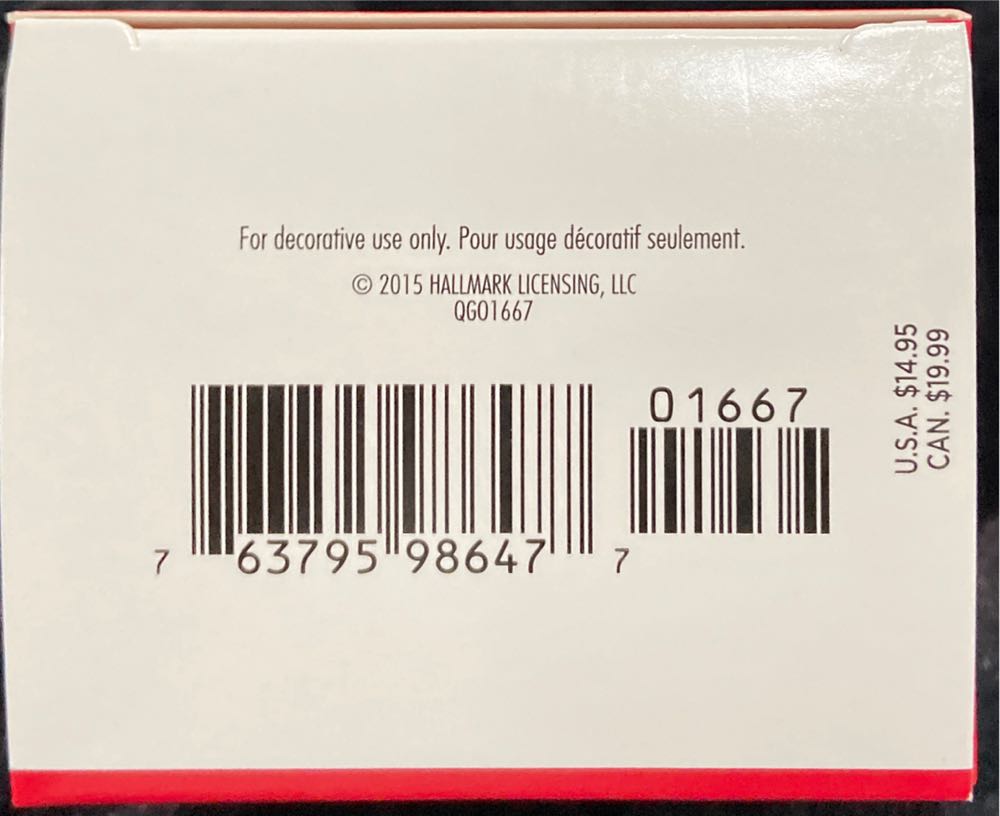 For decorative use only. Pour usage décoratif seulement.
© 2015 HALLMARK LICENSING, LLC
QGO1667
01667
7 63795 98647 7
U.S.A. $14.95
CAN. $19.99